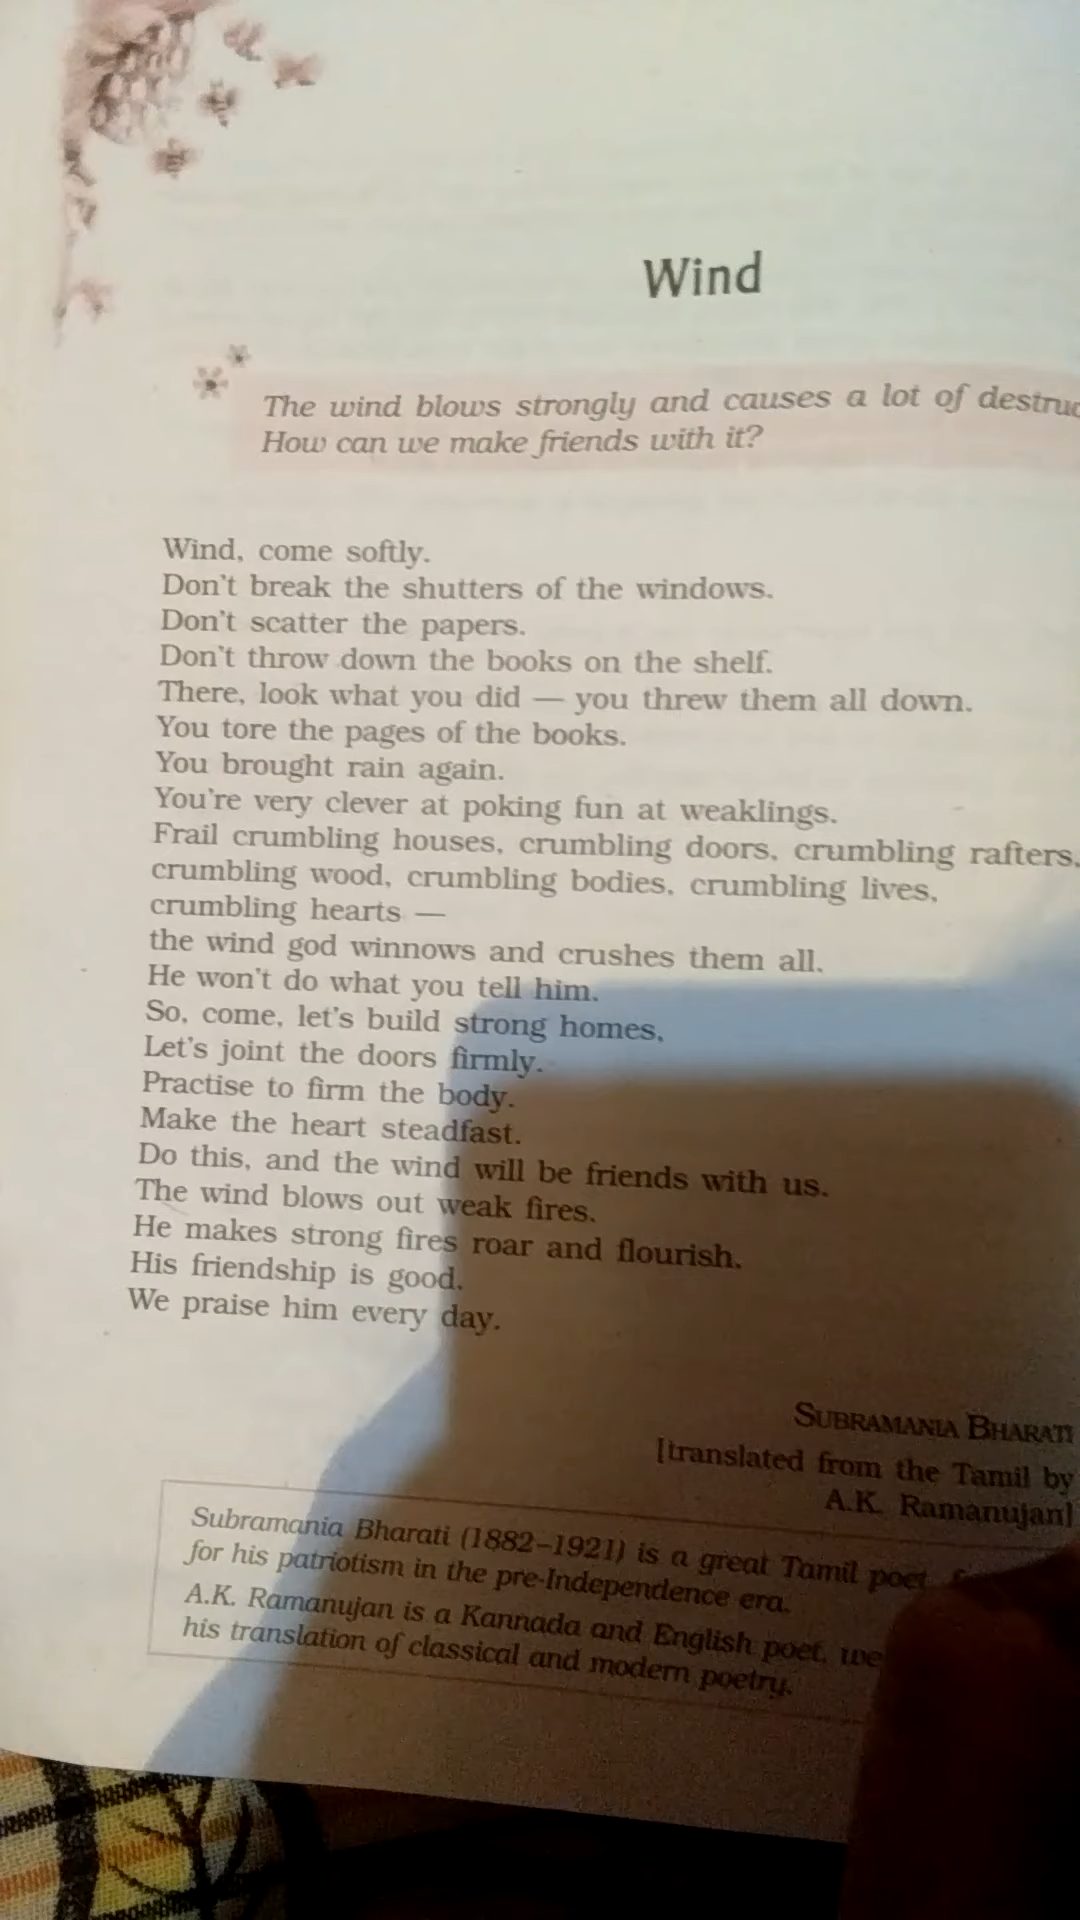 Wind
The wind blows strongly and causes a lot of
How can we make friends with it?
Wind, come softly.
Don't break the shutters of the windows.
Don't scatter the papers.
Don't throw down the books on the shelf.
There, look what you did — you threw them all down.
You tore the pages of the books.
You brought rain again.
You're very clever at poking fun at weaklings.
Frail crumbling houses, crumbling doors, crumbling rafters,
crumbling wood, crumbling bodies, crumbling lives,
crumbling hearts —
the wind god winnows and crushes them all.
He won't do what you tell him.
So, come, let's build strong homes,
Let's joint the doors firmly.
Practise to firm the body.
Make the heart steadfast.
Do this, and the wind will be friends with us.
The wind blows out weak fires.
He makes strong fires roar and flourish.
His friendship is good.
We praise him every day.
SUBRAMANIA BHARATI
[translated from the Tamil by
A.K. Ramanujan]
Subramania Bharati (1882–1921) is a great Tamil poet,
for his patriotism in the pre-Independence era.
A.K. Ramanujan is a Kannada and English poet,
his translation of classical and modern poetry.